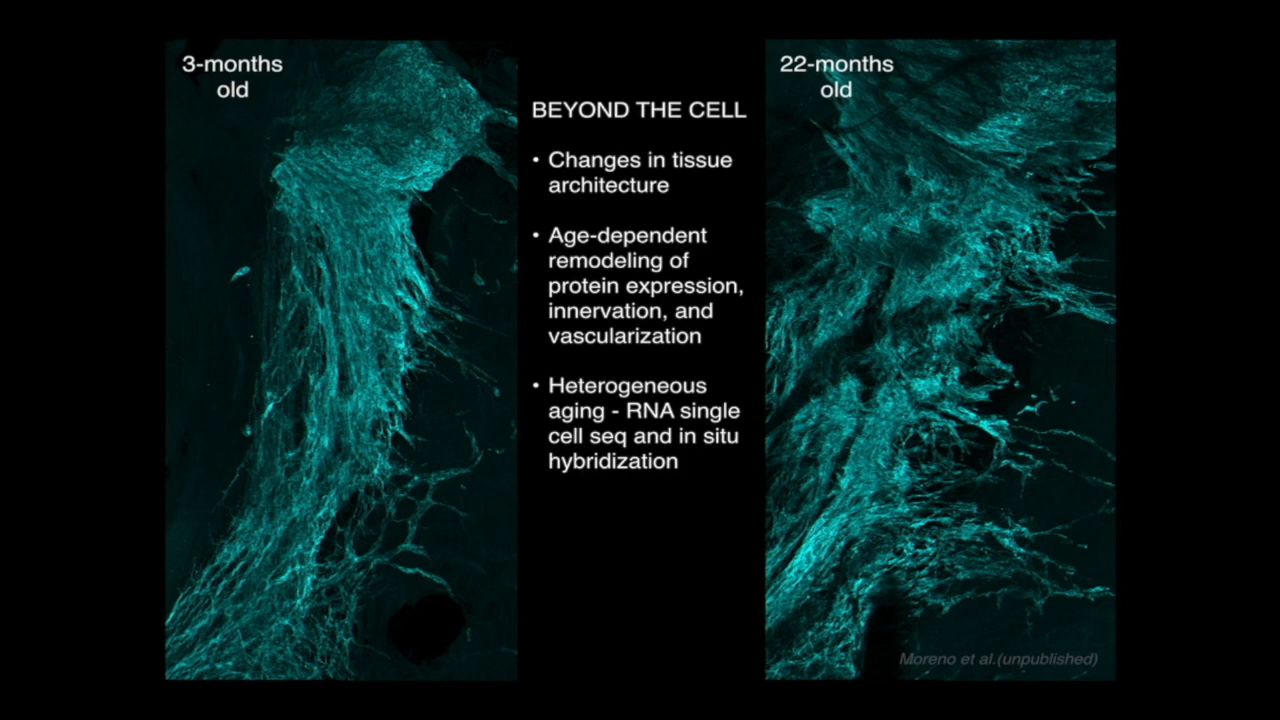 3-months
old
BEYOND THE CELL
• Changes in tissue
architecture
• Age-dependent
remodeling of
protein expression,
innervation, and
vascularization
• Heterogeneous
aging - RNA single
cell seq and in situ
hybridization
22-months
old
Moreno et al.(unpublished)